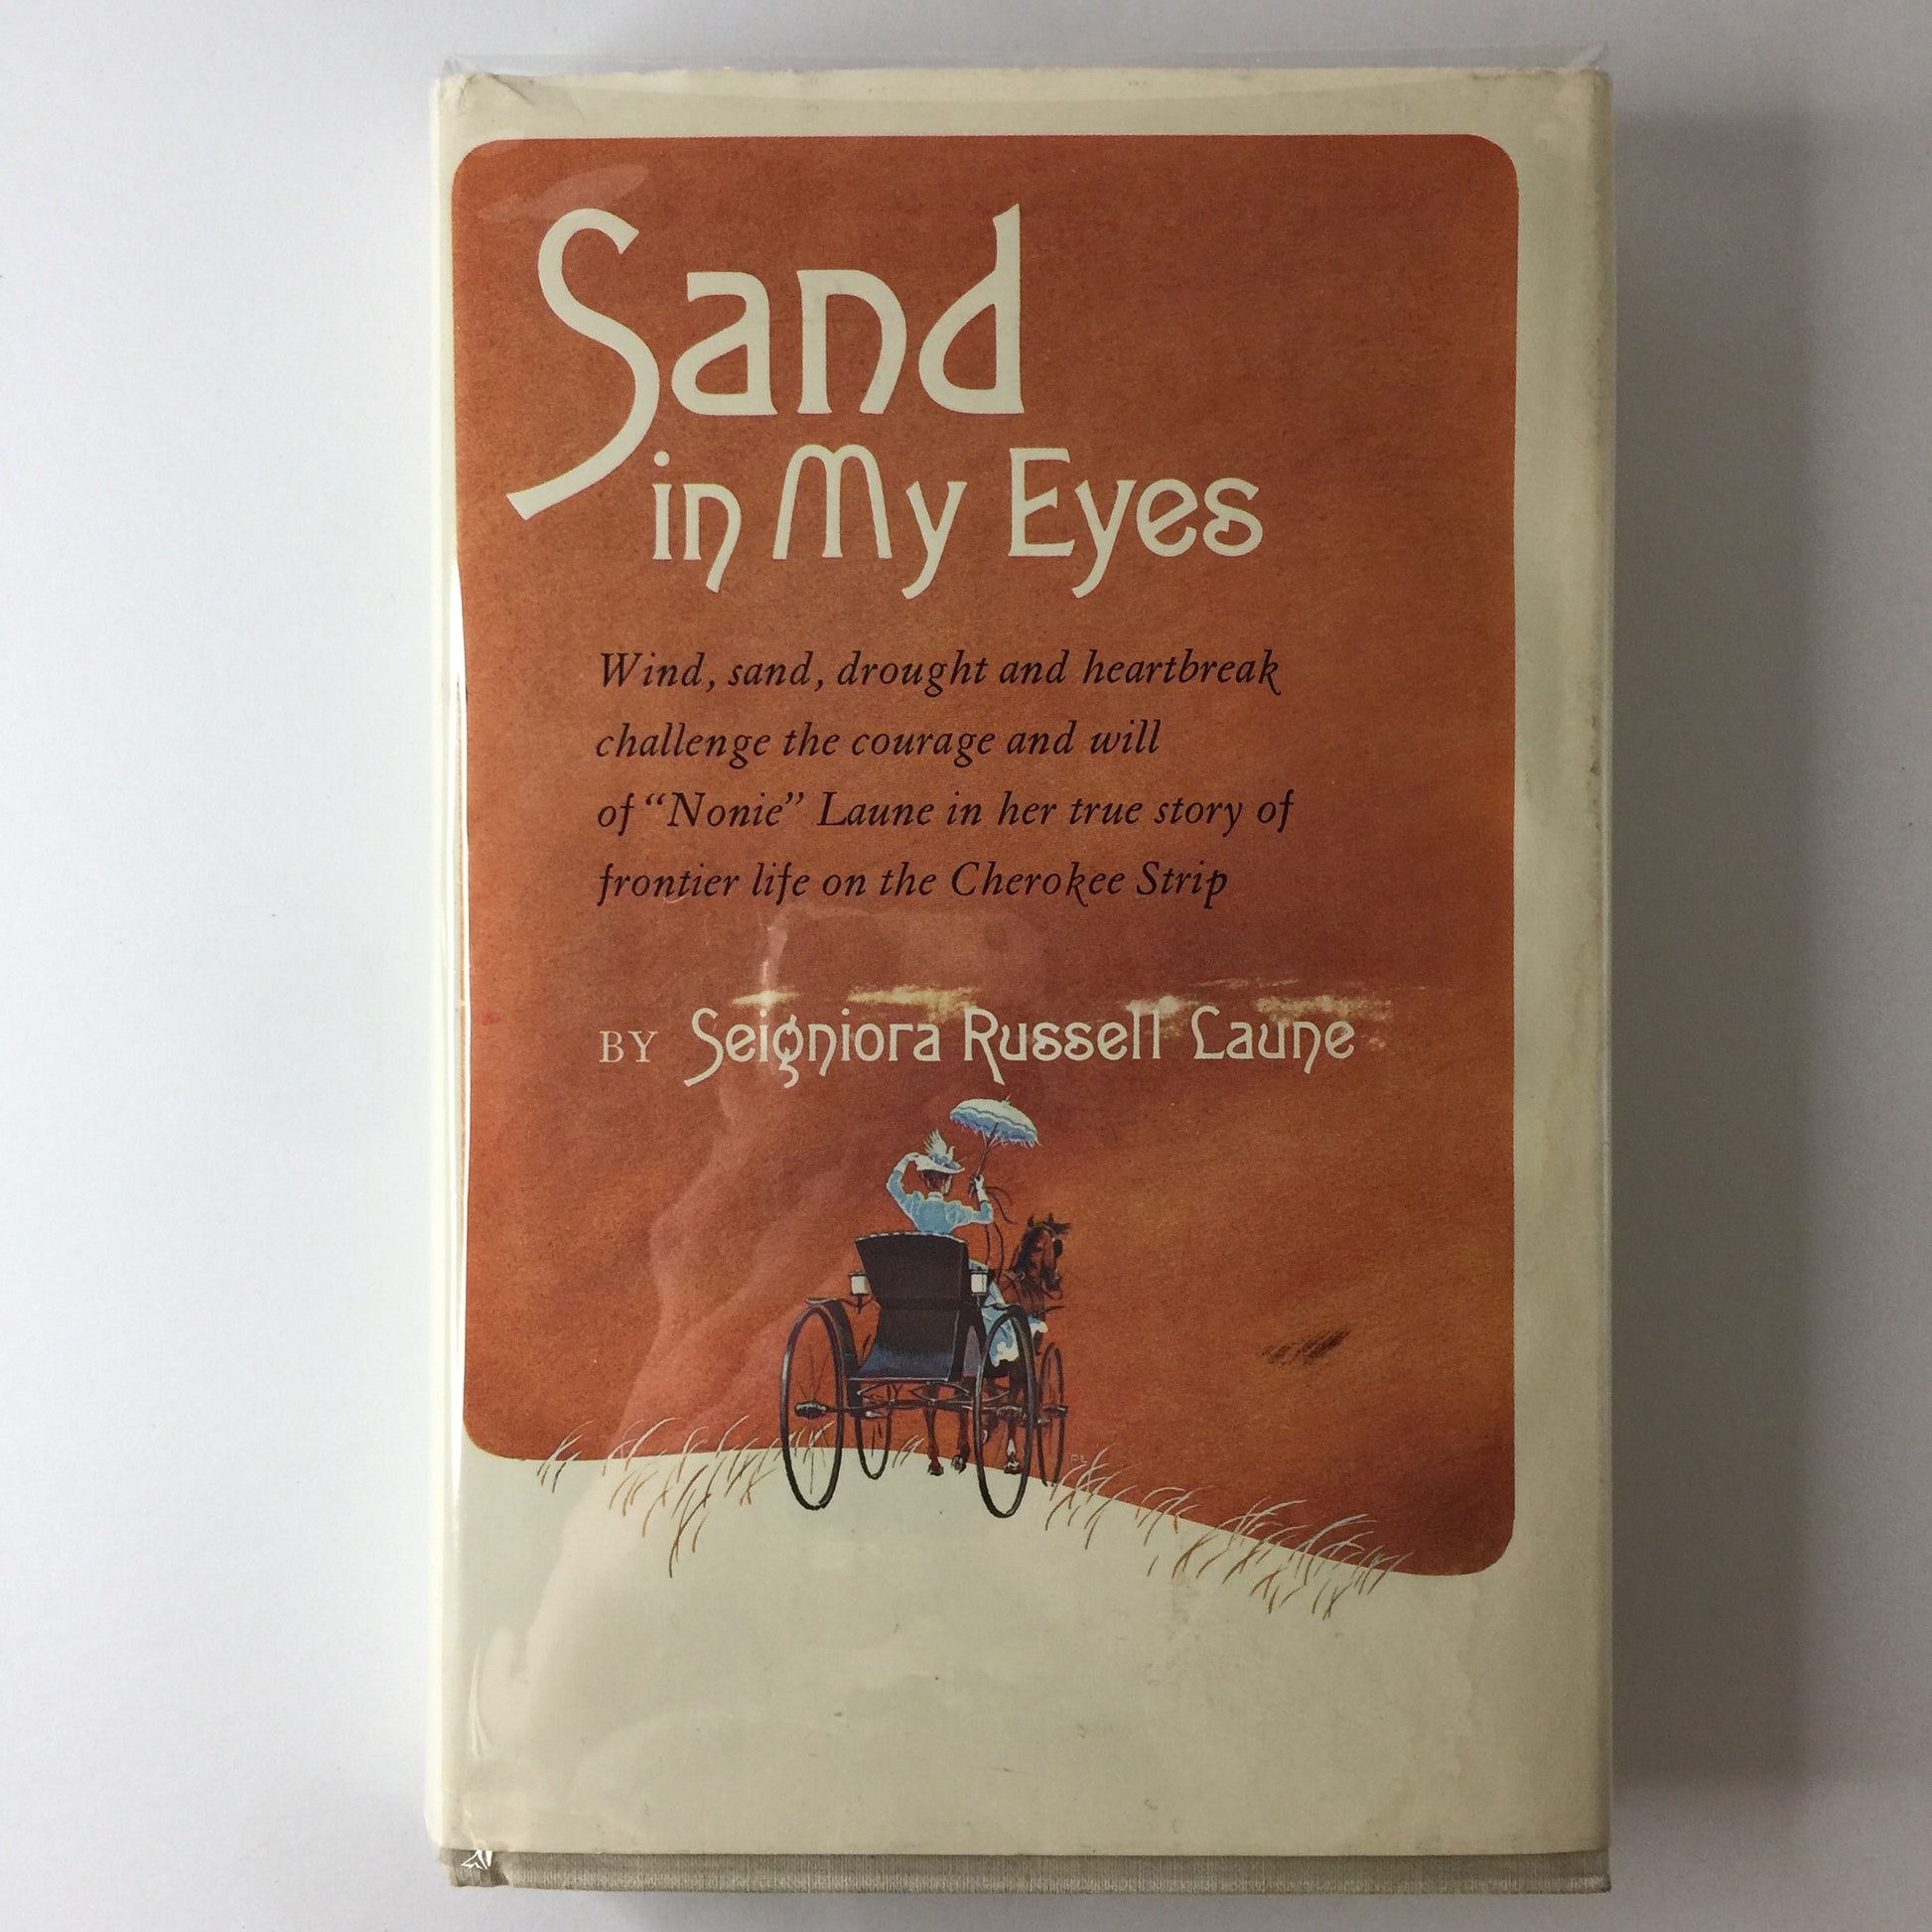 Sand
in My Eyes
Wind, sand, drought and heartbreak
challenge the courage and will
of “Nonie” Laune in her true story of
frontier life on the Cherokee Strip
BY Seigniora Russell Laune